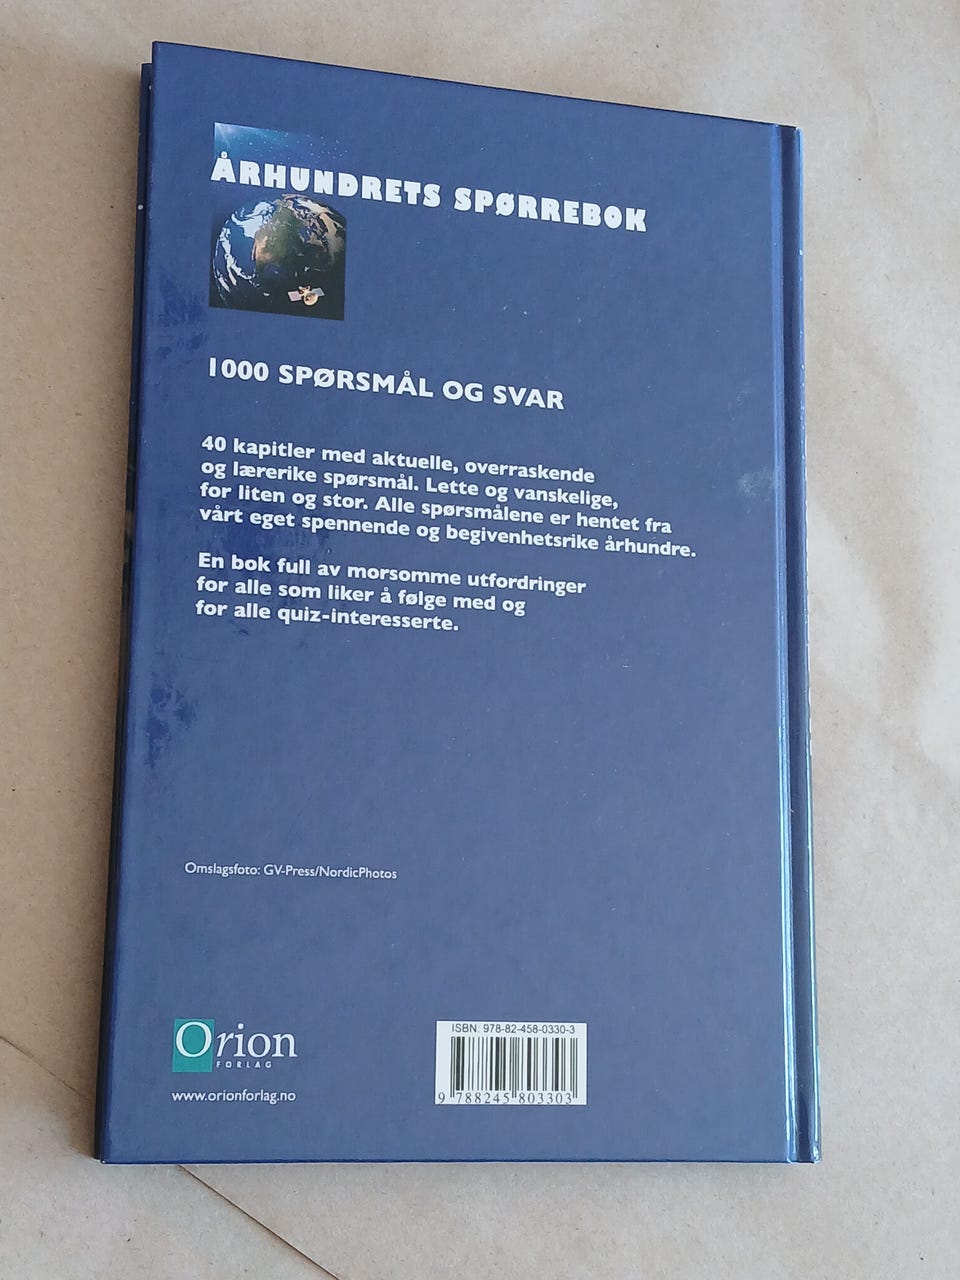 ÅRHUNDRETS SPØRREBOK
1000 SPØRSMÅL OG SVAR
40 kapitler med aktuelle, overraskende
og lærerike spørsmål. Lette og vanskelige,
for liten og stor. Alle spørsmålene er hentet fra
vårt eget spennende og begivenhetsrike århundre.
En bok full av morsomme utfordringer
for alle som liker å følge med og
for alle quiz-interesserte.
Omslagsfoto: GV-Press/NordicPhotos
Orion
FORLAG
www.orionforlag.no
ISBN: 978-82-458-0330-3
9 788245 803303